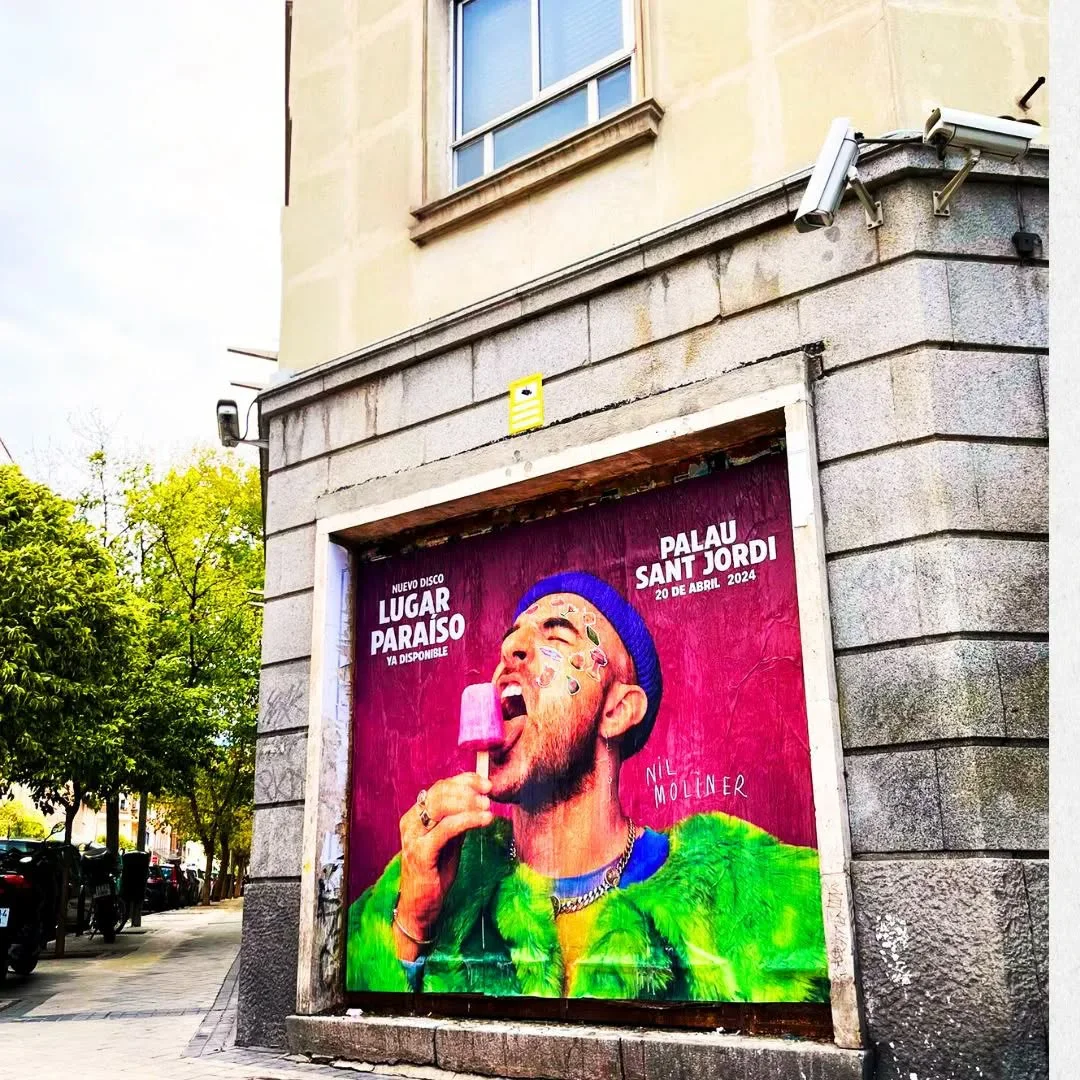 NUEVO DISCO
LUGAR
PARAÍSO
YA DISPONIBLE
PALAU
SANT JORDI
20 DE ABRIL 2024
NIL
MOLINER